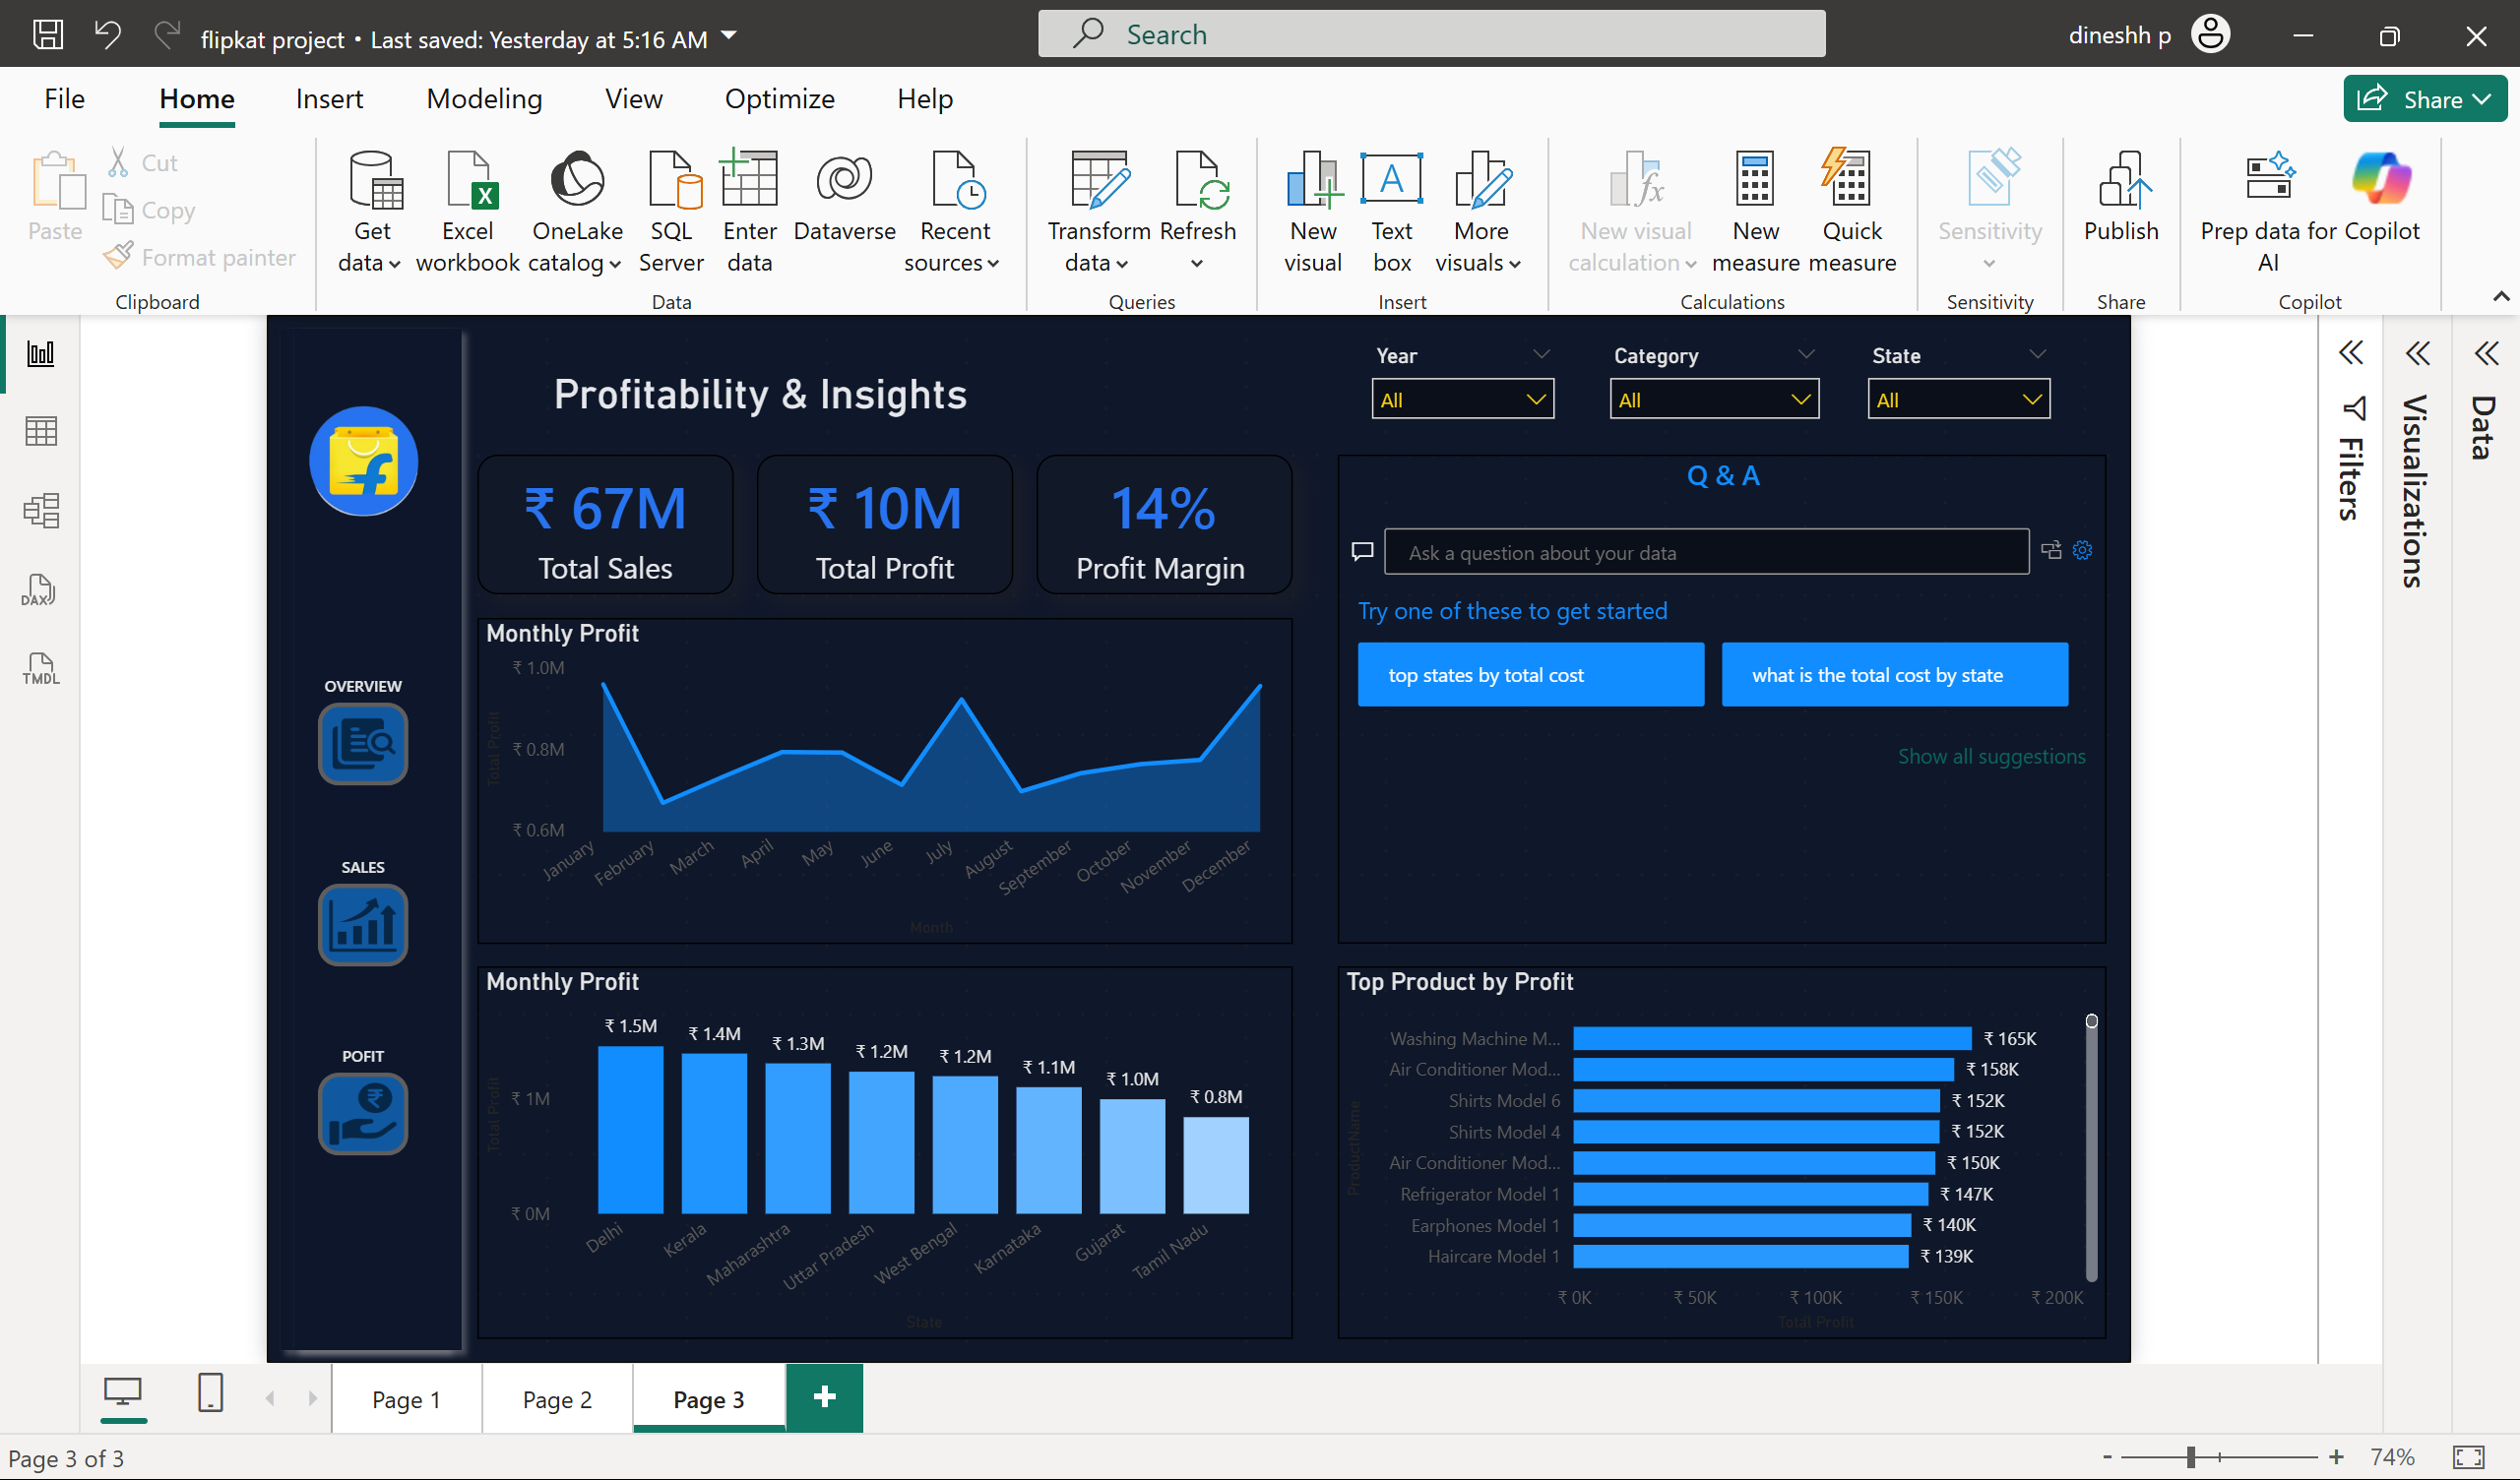 flipkat project • Last saved: Yesterday at 5:16 AM
Search
dineshh p
File
Home
Insert
Modeling
View
Optimize
Help
Share
Paste
Cut
Copy
Format painter
Clipboard
Get data
Excel workbook
OneLake catalog
SQL Server
Enter data
Dataverse
Recent sources
Data
Transform data
Refresh
Queries
New visual
Text box
More visuals
Insert
New visual calculation
New measure
Quick measure
Calculations
Sensitivity
Sensitivity
Publish
Share
Prep data for AI
Copilot
Copilot
DAX
TMDL
OVERVIEW
SALES
POFIT
Profitability & Insights
Year
All
Category
All
State
All
₹ 67M
Total Sales
₹ 10M
Total Profit
14%
Profit Margin
Monthly Profit
Total Profit
₹ 1.0M
₹ 0.8M
₹ 0.6M
January
February
March
April
May
June
July
August
September
October
November
December
Month
Q & A
Ask a question about your data
Try one of these to get started
top states by total cost
what is the total cost by state
Show all suggestions
Monthly Profit
Total Profit
₹ 1M
₹ 0M
₹ 1.5M
₹ 1.4M
₹ 1.3M
₹ 1.2M
₹ 1.2M
₹ 1.1M
₹ 1.0M
₹ 0.8M
Delhi
Kerala
Maharashtra
Uttar Pradesh
West Bengal
Karnataka
Gujarat
Tamil Nadu
State
Top Product by Profit
ProductName
Washing Machine M... ₹ 165K
Air Conditioner Mod... ₹ 158K
Shirts Model 6 ₹ 152K
Shirts Model 4 ₹ 152K
Air Conditioner Mod... ₹ 150K
Refrigerator Model 1 ₹ 147K
Earphones Model 1 ₹ 140K
Haircare Model 1 ₹ 139K
₹ 0K
₹ 50K
₹ 100K
₹ 150K
₹ 200K
Total Profit
Filters
Visualizations
Data
Page 1
Page 2
Page 3
Page 3 of 3
74%